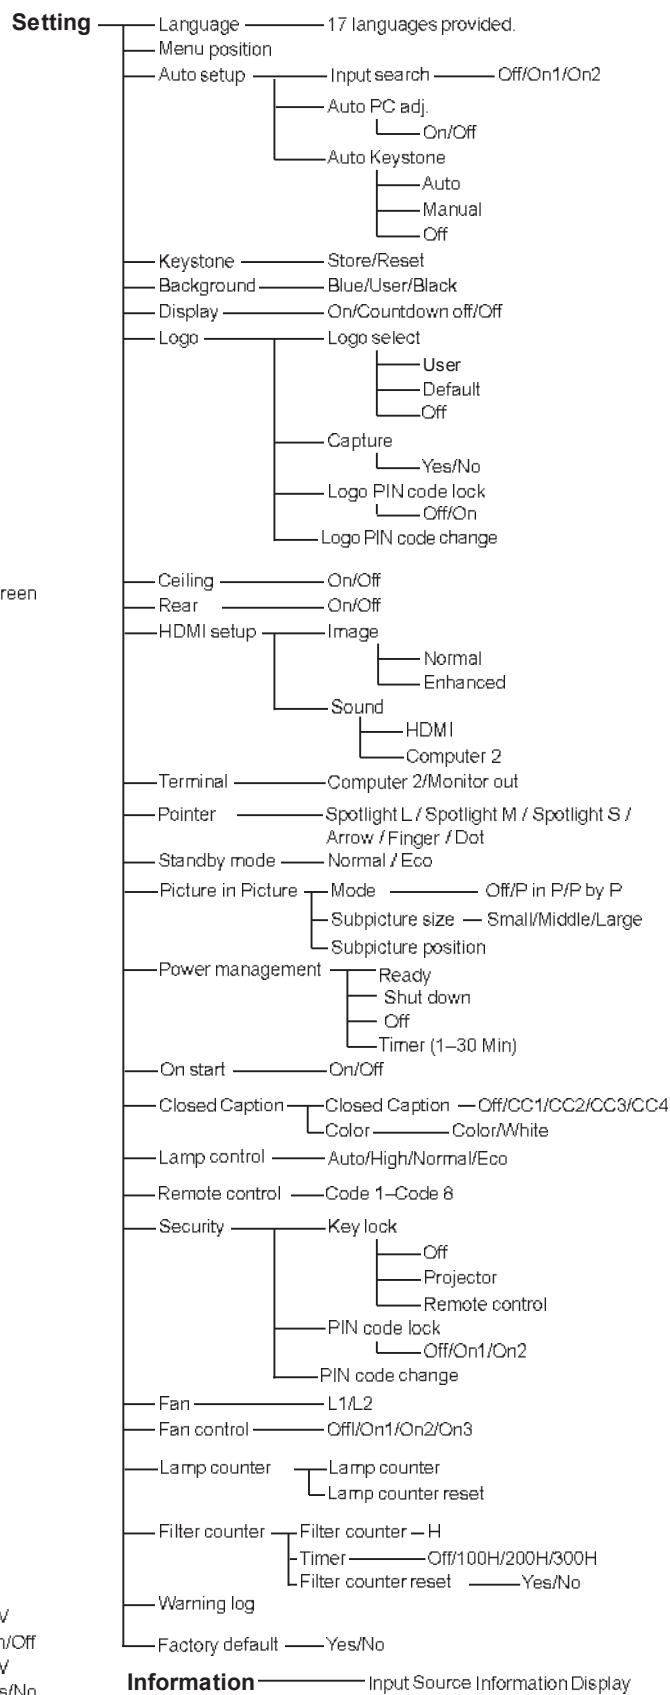 Setting Language 17 languages provided.
Menu position
Auto setup Input search Off/On1/On2
Auto PC adj.
On/Off
Auto Keystone
Auto
Manual
Off
Keystone Store/Reset
Background Blue/User/Black
Display On/Countdown off/Off
Logo Logo select
User
Default
Off
Capture
Yes/No
Logo PIN code lock
Off/On
Logo PIN code change
Ceiling On/Off
reen
Rear On/Off
HDMI setup Image
Normal
Enhanced
Sound
HDMI
Computer 2
Terminal Computer 2/Monitor out
Pointer Spotlight L / Spotlight M / Spotlight S /
Arrow / Finger / Dot
Standby mode Normal / Eco
Picture in Picture Mode Off/P in P/P by P
Subpicture size Small/Middle/Large
Subpicture position
Power management Ready
Shut down
Off
Timer (1–30 Min)
On start On/Off
Closed Caption Closed Caption Off/CC1/CC2/CC3/CC4
Color Color/White
Lamp control Auto/High/Normal/Eco
Remote control Code 1–Code 8
Security Key lock
Off
Projector
Remote control
PIN code lock
Off/On1/On2
PIN code change
Fan L1/L2
Fan control Offl/On1/On2/On3
Lamp counter Lamp counter
Lamp counter reset
Filter counter Filter counter H
Timer Off/100H/200H/300H
Filter counter reset Yes/No
Warning log
V
n/Off
Factory default Yes/No
V
s/No
Information Input Source Information Display